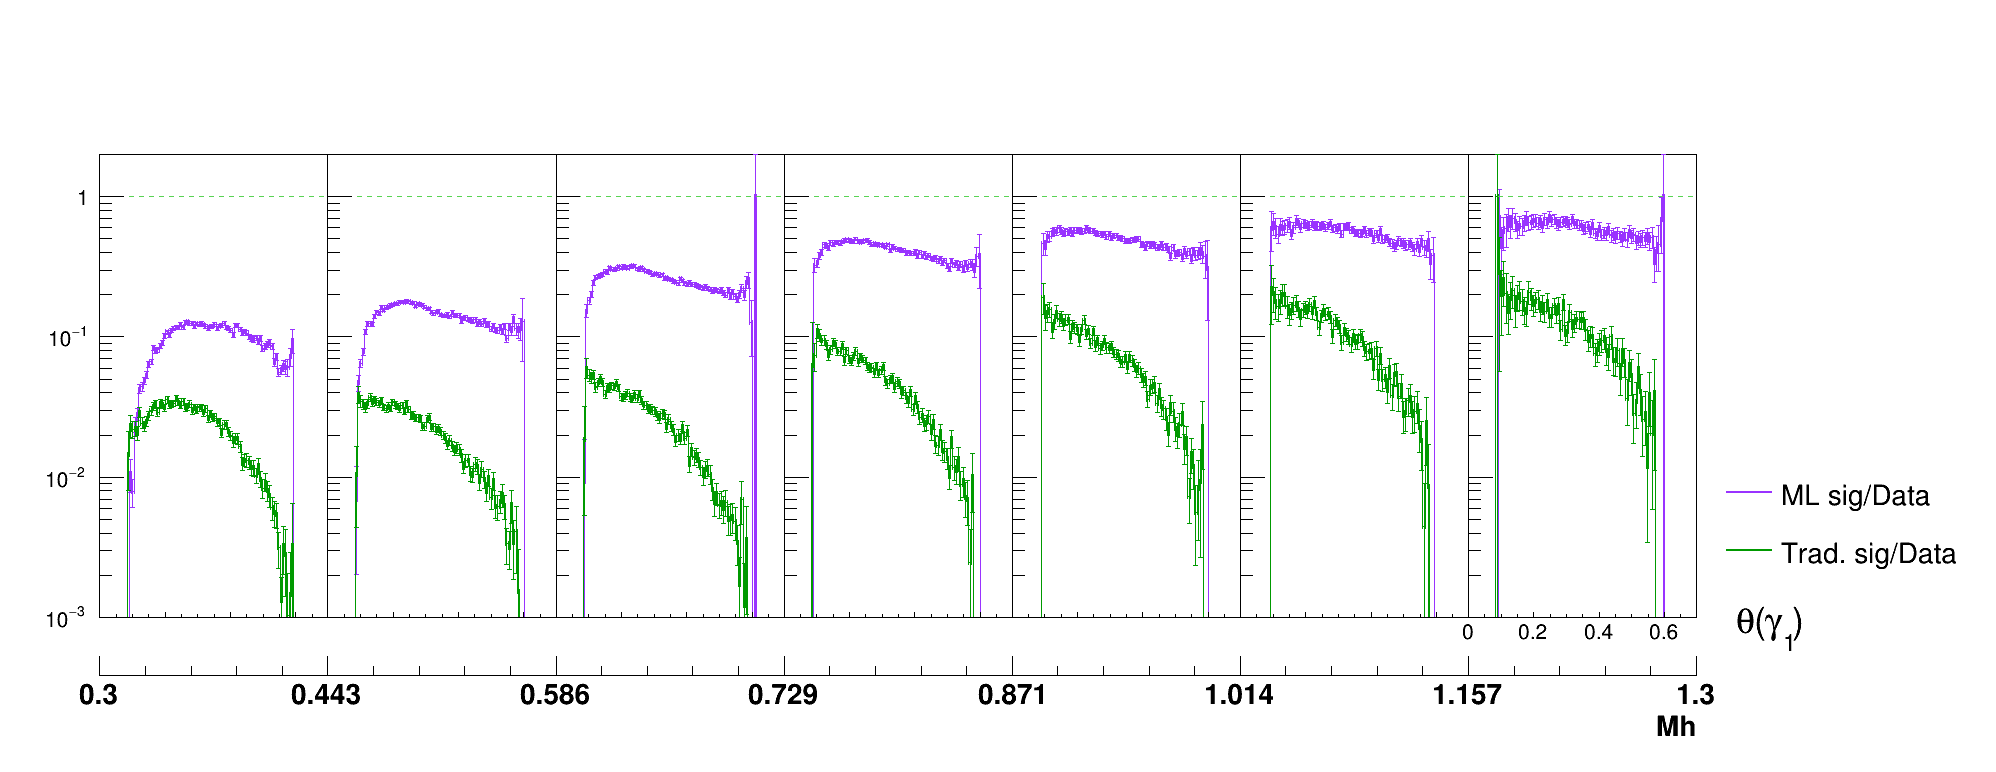 1
10⁻¹
10⁻²
10⁻³
ML sig/Data
Trad. sig/Data
θ(γ₁)
0 0.2 0.4 0.6
0.3 0.443 0.586 0.729 0.871 1.014 1.157 1.3
Mh